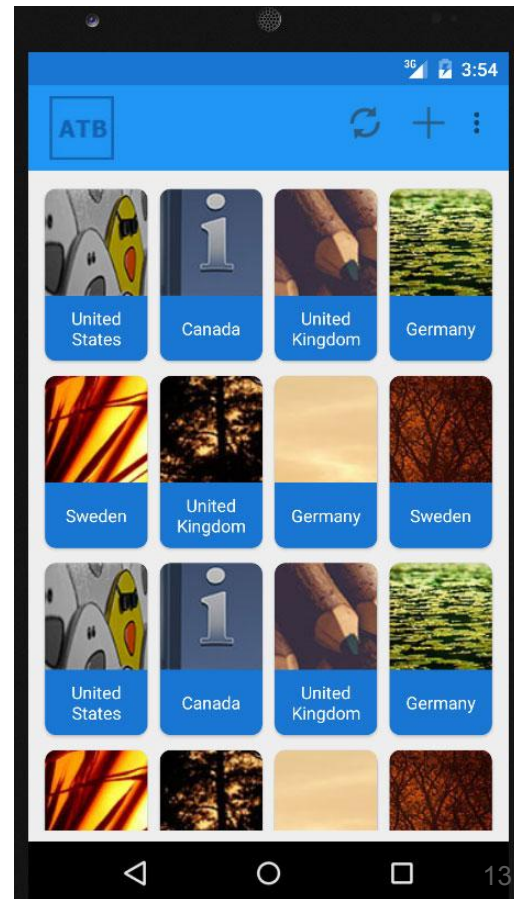 3G 3:54
ATB
United
States
Canada
United
Kingdom
Germany
Sweden
United
Kingdom
Germany
Sweden
United
States
Canada
United
Kingdom
Germany
13